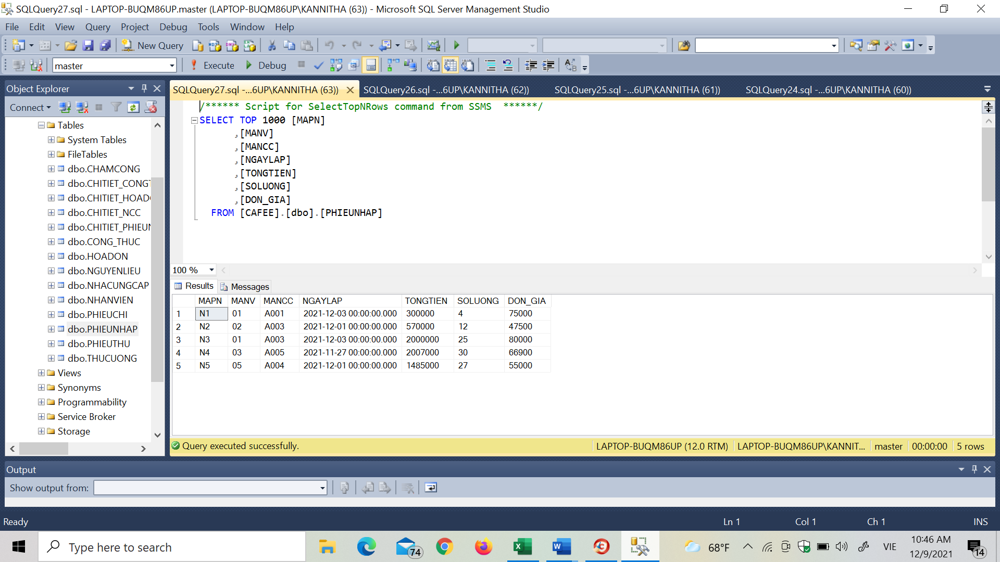 SQLQuery27.sql - LAPTOP-BUQM86UP.master (LAPTOP-BUQM86UP\KANNITHA (63)) - Microsoft SQL Server Management Studio
File Edit View Query Project Debug Tools Window Help
New Query
master Execute Debug
Object Explorer
Connect
Tables
System Tables
FileTables
dbo.CHAMCONG
dbo.CHITIET_CONGT
dbo.CHITIET_HOAD
dbo.CHITIET_NCC
dbo.CHITIET_PHIEUN
dbo.CONG_THUC
dbo.HOADON
dbo.NGUYENLIEU
dbo.NHACUNGCAP
dbo.NHANVIEN
dbo.PHIEUCHI
dbo.PHIEUNHAP
dbo.PHIEUTHU
dbo.THUCUONG
Views
Synonyms
Programmability
Service Broker
Storage
SQLQuery27.sql -...6UP\KANNITHA (63)) SQLQuery26.sql -...6UP\KANNITHA (62)) SQLQuery25.sql -...6UP\KANNITHA (61)) SQLQuery24.sql -...6UP\KANNITHA (60))
/****** Script for SelectTopNRows command from SSMS ******/
SELECT TOP 1000 [MAPN]
,[MANV]
,[MANCC]
,[NGAYLAP]
,[TONGTIEN]
,[SOLUONG]
,[DON_GIA]
FROM [CAFEE].[dbo].[PHIEUNHAP]
100 %
Results Messages
MAPN MANV MANCC NGAYLAP TONGTIEN SOLUONG DON_GIA
1 N1 01 A001 2021-12-03 00:00:00.000 300000 4 75000
2 N2 02 A003 2021-12-01 00:00:00.000 570000 12 47500
3 N3 01 A003 2021-12-03 00:00:00.000 2000000 25 80000
4 N4 03 A005 2021-11-27 00:00:00.000 2007000 30 66900
5 N5 05 A004 2021-12-01 00:00:00.000 1485000 27 55000
Query executed successfully. LAPTOP-BUQM86UP (12.0 RTM) LAPTOP-BUQM86UP\KANNIT... master 00:00:00 5 rows
Output
Show output from:
Ready Ln 1 Col 1 Ch 1 INS
Type here to search 74 68°F VIE 10:46 AM 14
12/9/2021